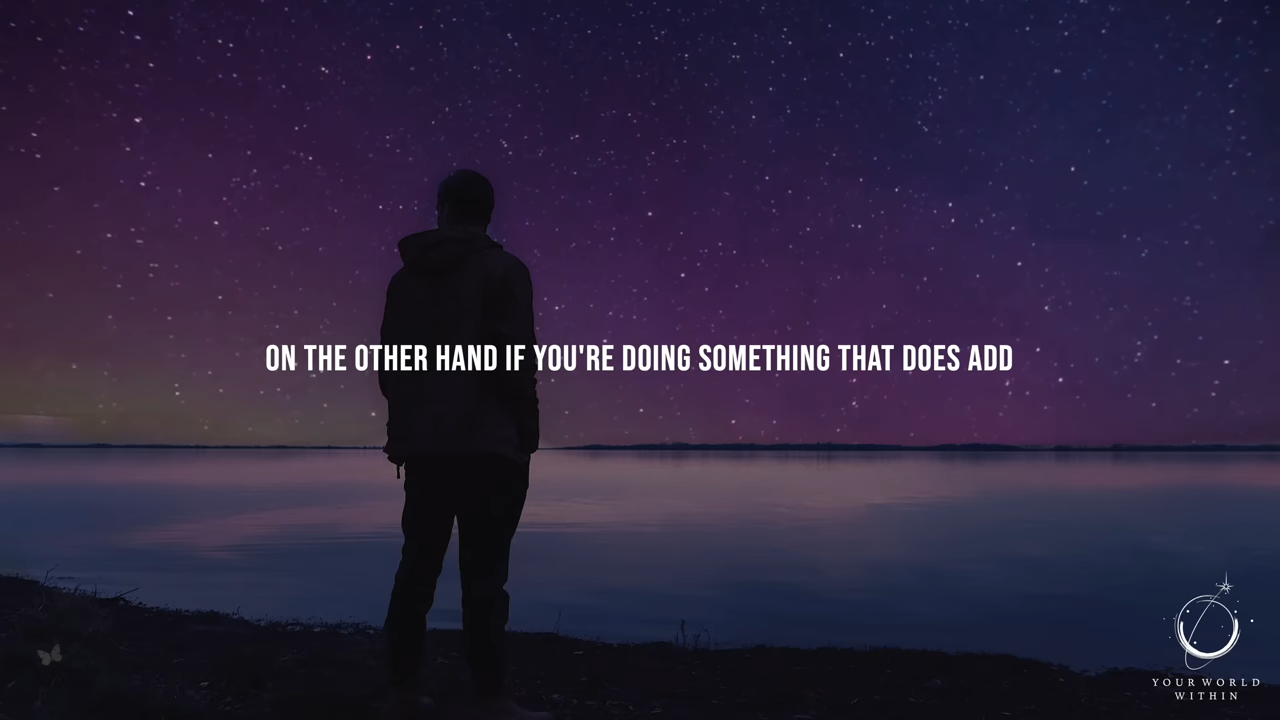 ON THE OTHER HAND IF YOU'RE DOING SOMETHING THAT DOES ADD
YOUR WORLD
WITHIN